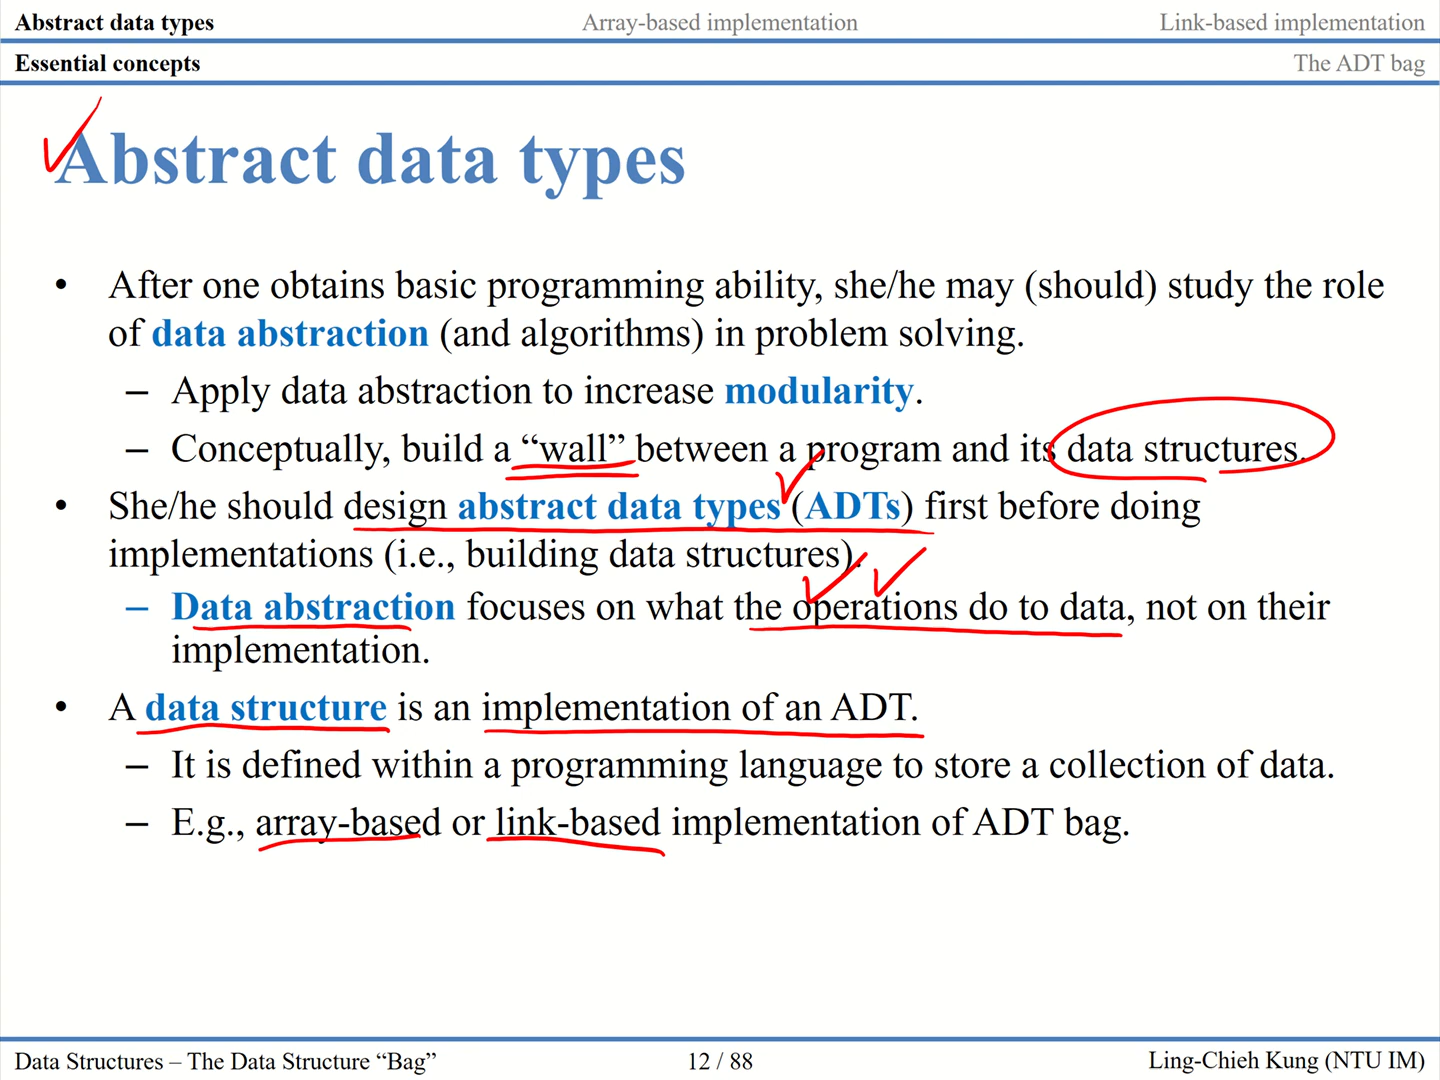 Abstract data types Array-based implementation Link-based implementation
Essential concepts The ADT bag
Abstract data types
• After one obtains basic programming ability, she/he may (should) study the role
of data abstraction (and algorithms) in problem solving.
– Apply data abstraction to increase modularity.
– Conceptually, build a “wall” between a program and its data structures.
• She/he should design abstract data types (ADTs) first before doing
implementations (i.e., building data structures).
– Data abstraction focuses on what the operations do to data, not on their
implementation.
• A data structure is an implementation of an ADT.
– It is defined within a programming language to store a collection of data.
– E.g., array-based or link-based implementation of ADT bag.
Data Structures – The Data Structure “Bag” 12 / 88 Ling-Chieh Kung (NTU IM)